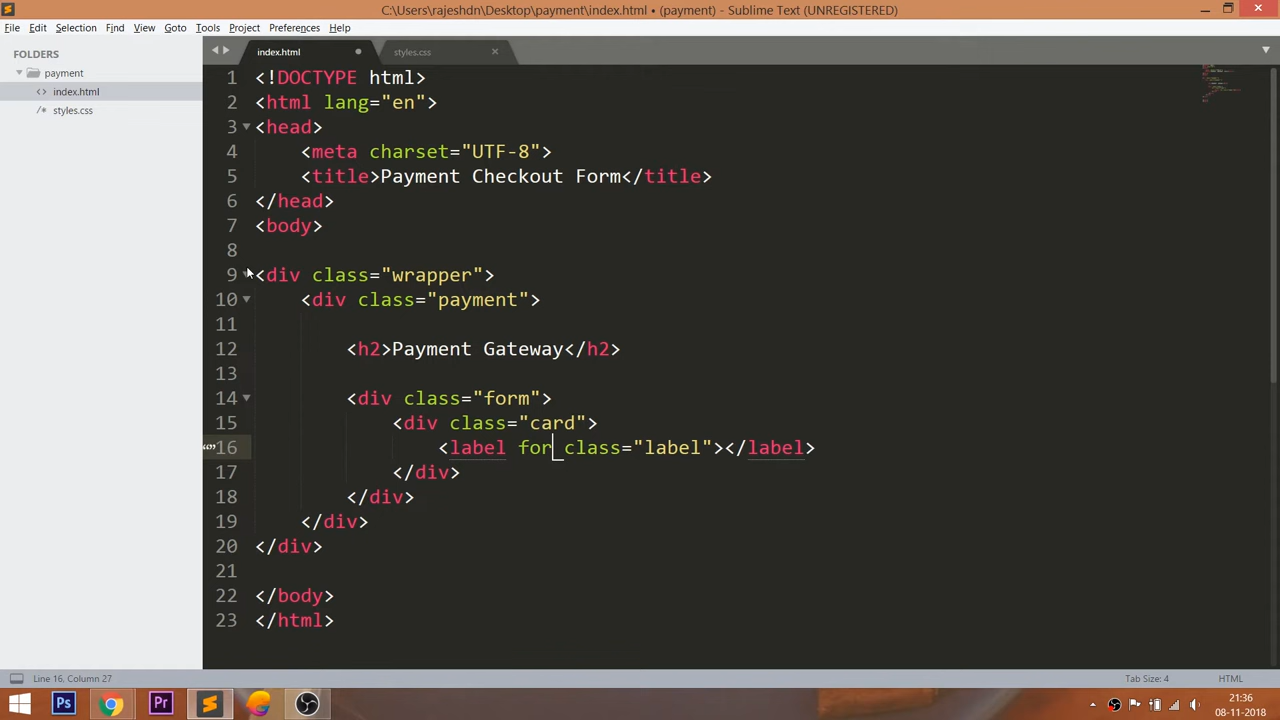 C:\Users\rajeshdn\Desktop\payment\index.html • (payment) - Sublime Text (UNREGISTERED)
File Edit Selection Find View Goto Tools Project Preferences Help
FOLDERS
payment
index.html
styles.css
index.html styles.css
1 <!DOCTYPE html>
2 <html lang="en">
3 <head>
4 <meta charset="UTF-8">
5 <title>Payment Checkout Form</title>
6 </head>
7 <body>
8
9 <div class="wrapper">
10 <div class="payment">
11
12 <h2>Payment Gateway</h2>
13
14 <div class="form">
15 <div class="card">
16 <label for class="label"></label>
17 </div>
18 </div>
19 </div>
20 </div>
21
22 </body>
23 </html>
Line 16, Column 27 Tab Size: 4 HTML
Ps Pr
21:36
08-11-2018